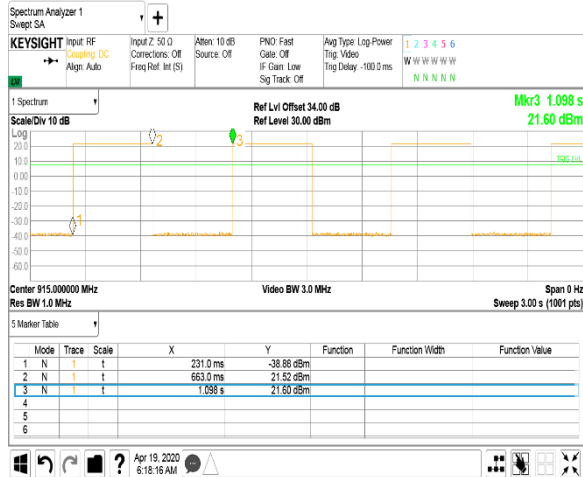 Spectrum Analyzer 1
Swept SA
+
KEYSIGHT Input: RF Input Z: 50 Ω Atten: 10 dB PNO: Fast Avg Type: Log-Power 1 2 3 4 5 6
Coupling: DC Corrections: Off Source: Off Gate: Off Trig: Video W W W W W W
Align: Auto Freq Ref: Int (S) IF Gain: Low Trig Delay: -100.0 ms
Sig Track: Off N N N N N
1 Spectrum Ref Lvl Offset 34.00 dB Mkr3 1.098 s
Scale/Div 10 dB Ref Level 30.00 dBm 21.60 dBm
Log
20.0
10.0
0.00
-10.0
-20.0
-30.0
-40.0
-50.0
-60.0
2
3
1
TRIG LVL
Center 915.000000 MHz Video BW 3.0 MHz Span 0 Hz
Res BW 1.0 MHz Sweep 3.00 s (1001 pts)
5 Marker Table
Mode Trace Scale X Y Function Function Width Function Value
1 N 1 t 231.0 ms -38.88 dBm
2 N 1 t 663.0 ms 21.52 dBm
3 N 1 t 1.098 s 21.60 dBm
4
5
6
? Apr 19, 2020
6:18:16 AM